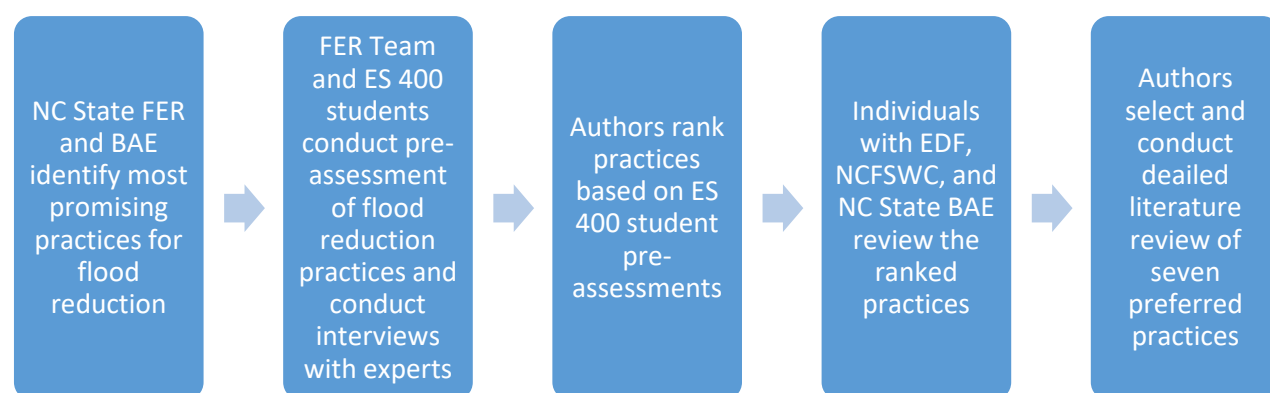 NC State FER
and BAE
identify most
promising
practices for
flood
reduction
FER Team
and ES 400
students
conduct pre-
assessment
of flood
reduction
practices and
conduct
interviews
with experts
Authors rank
practices
based on ES
400 student
pre-
assessments
Individuals
with EDF,
NCFSWC, and
NC State BAE
review the
ranked
practices
Authors
select and
conduct
deailed
literature
review of
seven
preferred
practices